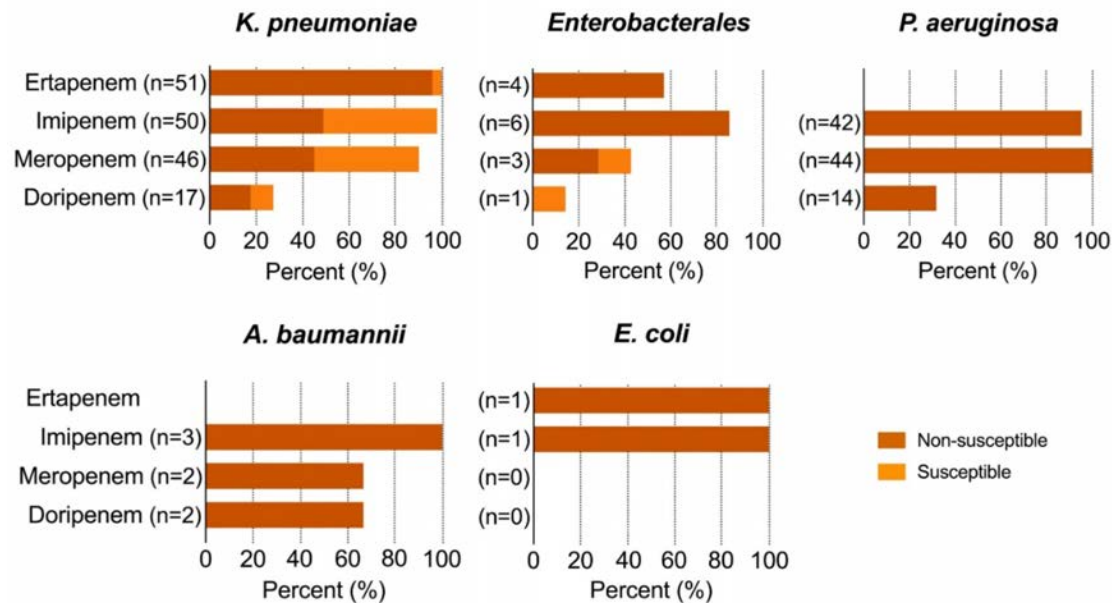 K. pneumoniae
Ertapenem (n=51)
Imipenem (n=50)
Meropenem (n=46)
Doripenem (n=17)
0 20 40 60 80 100
Percent (%)
Enterobacterales
(n=4)
(n=6)
(n=3)
(n=1)
0 20 40 60 80 100
Percent (%)
P. aeruginosa
(n=42)
(n=44)
(n=14)
0 20 40 60 80 100
Percent (%)
A. baumannii
Ertapenem
Imipenem (n=3)
Meropenem (n=2)
Doripenem (n=2)
0 20 40 60 80 100
Percent (%)
E. coli
(n=1)
(n=1)
(n=0)
(n=0)
0 20 40 60 80 100
Percent (%)
Non-susceptible
Susceptible